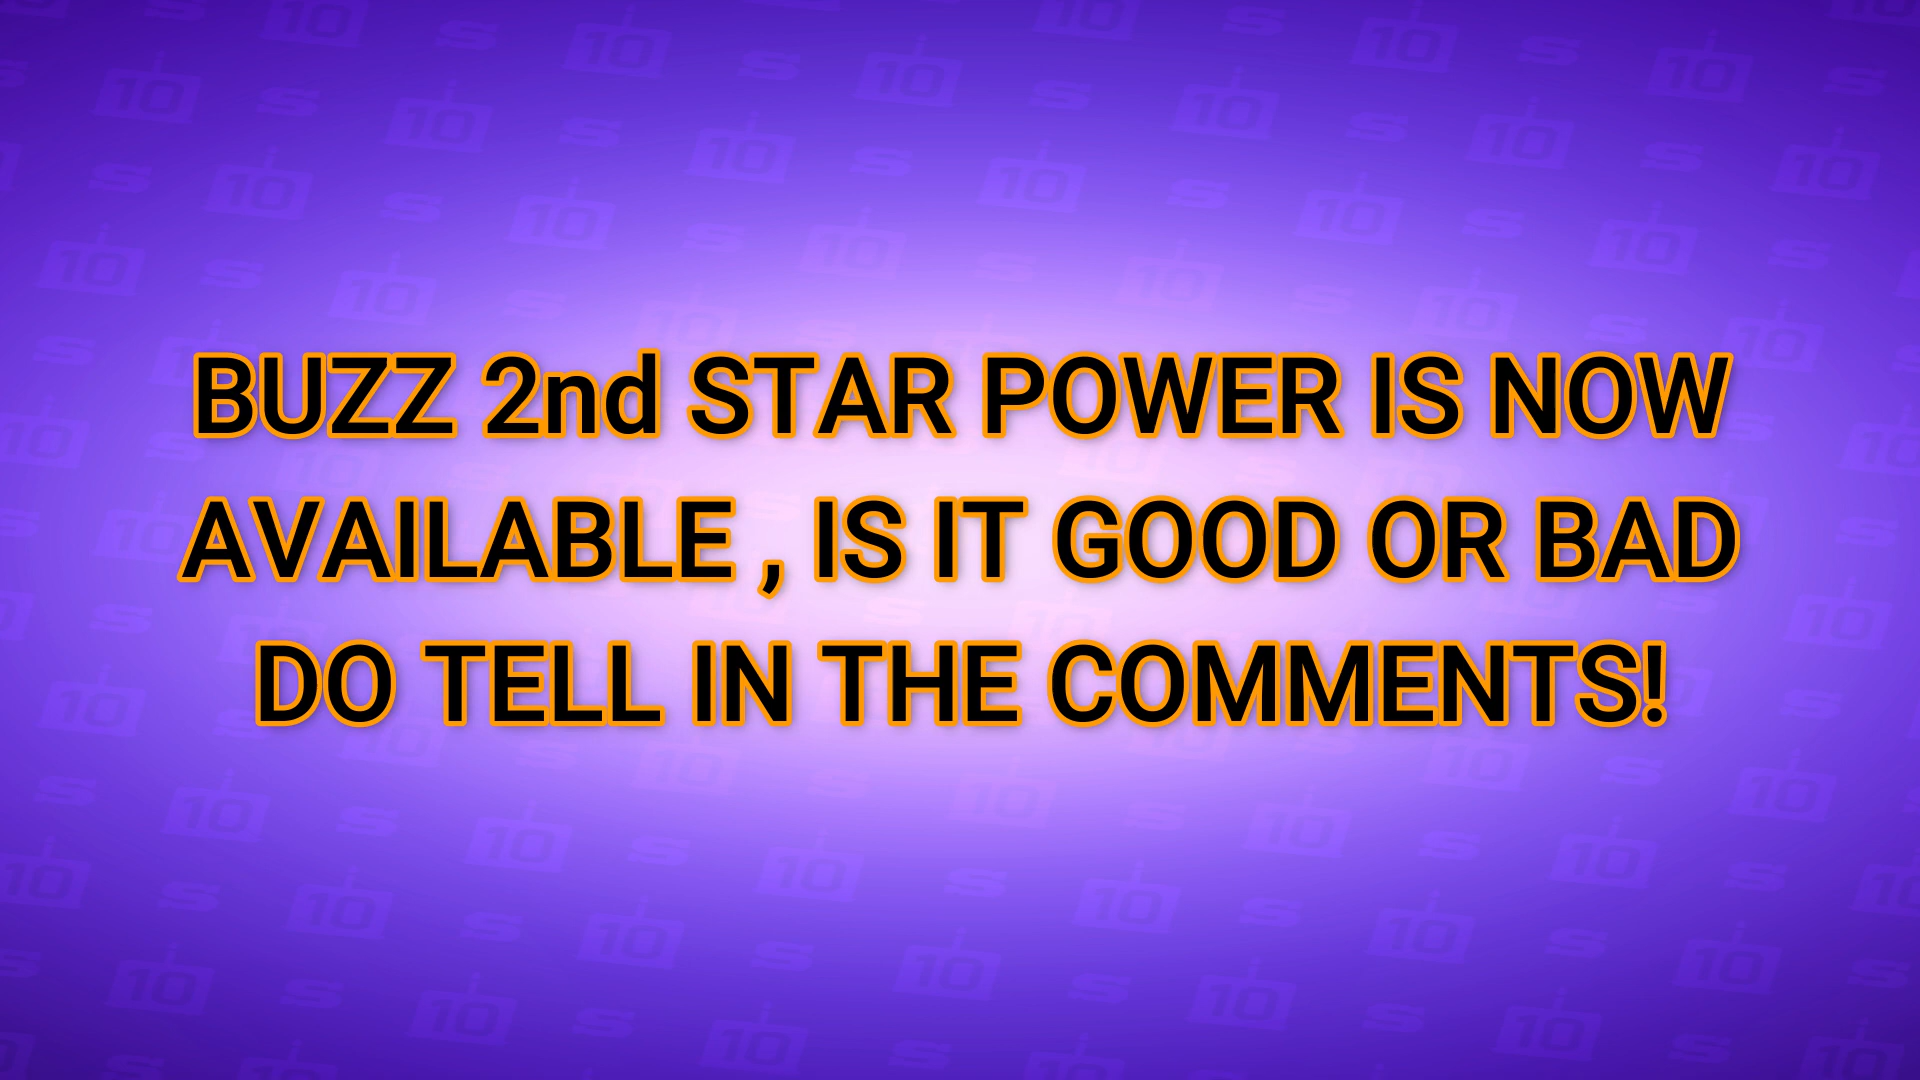 BUZZ 2nd STAR POWER IS NOW
AVAILABLE , IS IT GOOD OR BAD
DO TELL IN THE COMMENTS!